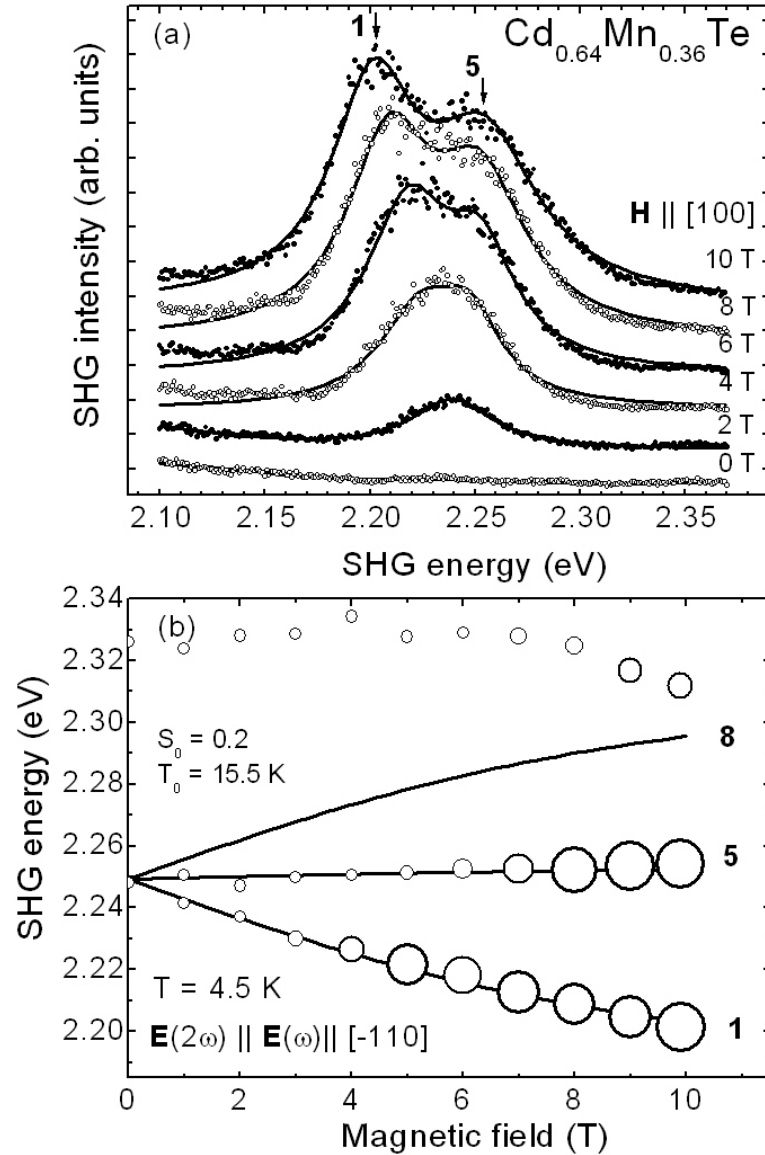 (a)
1
5
Cd0.64Mn0.36Te
H || [100]
10 T
8 T
6 T
4 T
2 T
0 T
SHG intensity (arb. units)
2.10 2.15 2.20 2.25 2.30 2.35
SHG energy (eV)
(b)
2.34
2.32
2.30
2.28
2.26
2.24
2.22
2.20
SHG energy (eV)
S0 = 0.2
T0 = 15.5 K
8
5
1
T = 4.5 K
E(2ω) || E(ω)|| [-110]
0 2 4 6 8 10
Magnetic field (T)